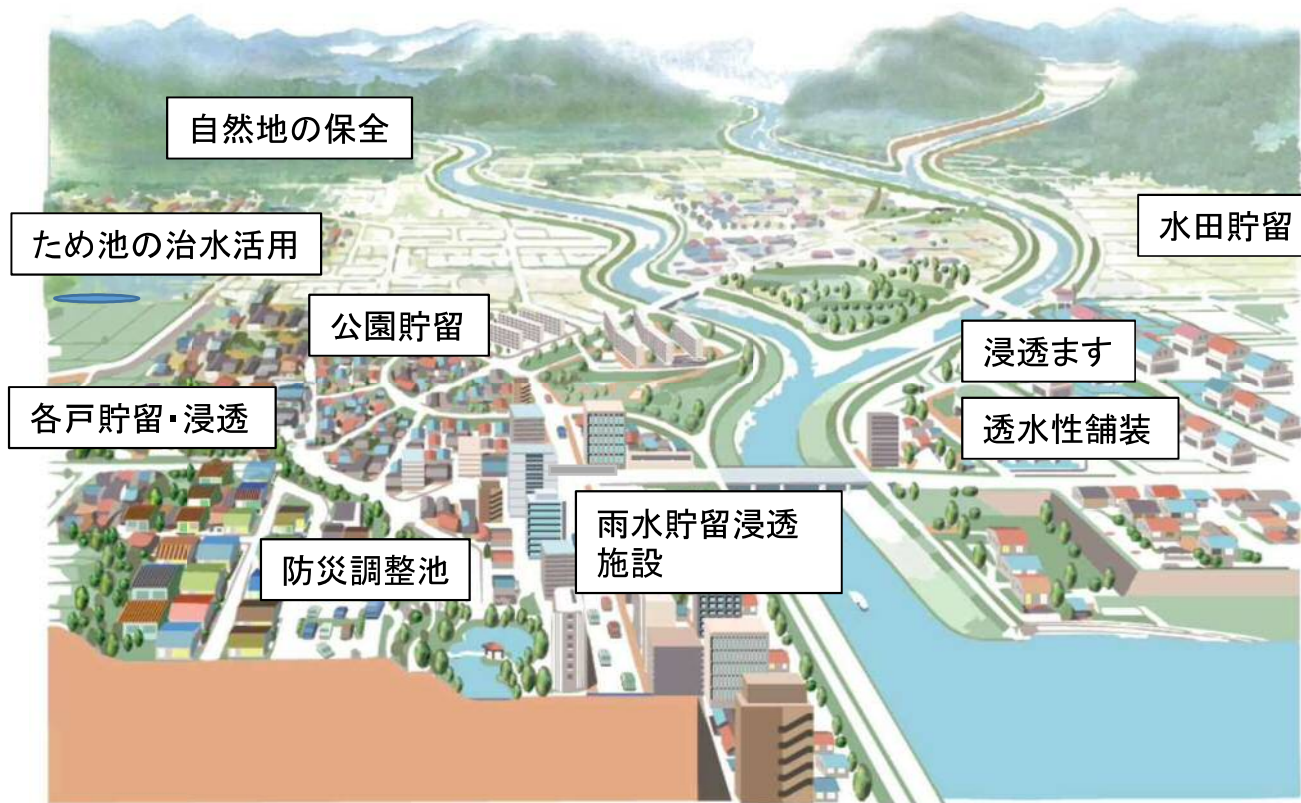 自然地の保全
ため池の治水活用
水田貯留
公園貯留
浸透ます
各戸貯留・浸透
透水性舗装
雨水貯留浸透
施設
防災調整池